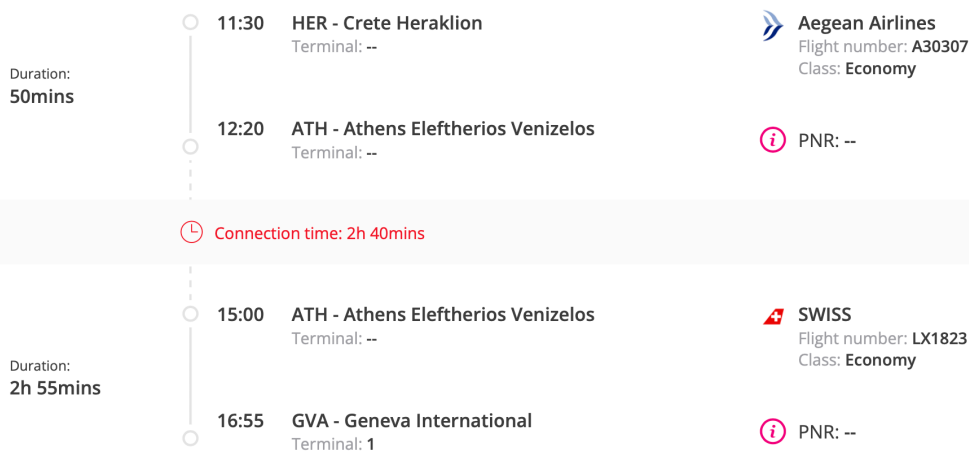 11:30 HER - Crete Heraklion Aegean Airlines
Terminal: -- Flight number: A30307
Class: Economy
Duration:
50mins
12:20 ATH - Athens Eleftherios Venizelos
Terminal: -- PNR: --
Connection time: 2h 40mins
15:00 ATH - Athens Eleftherios Venizelos SWISS
Terminal: -- Flight number: LX1823
Class: Economy
Duration:
2h 55mins
16:55 GVA - Geneva International
Terminal: 1 PNR: --